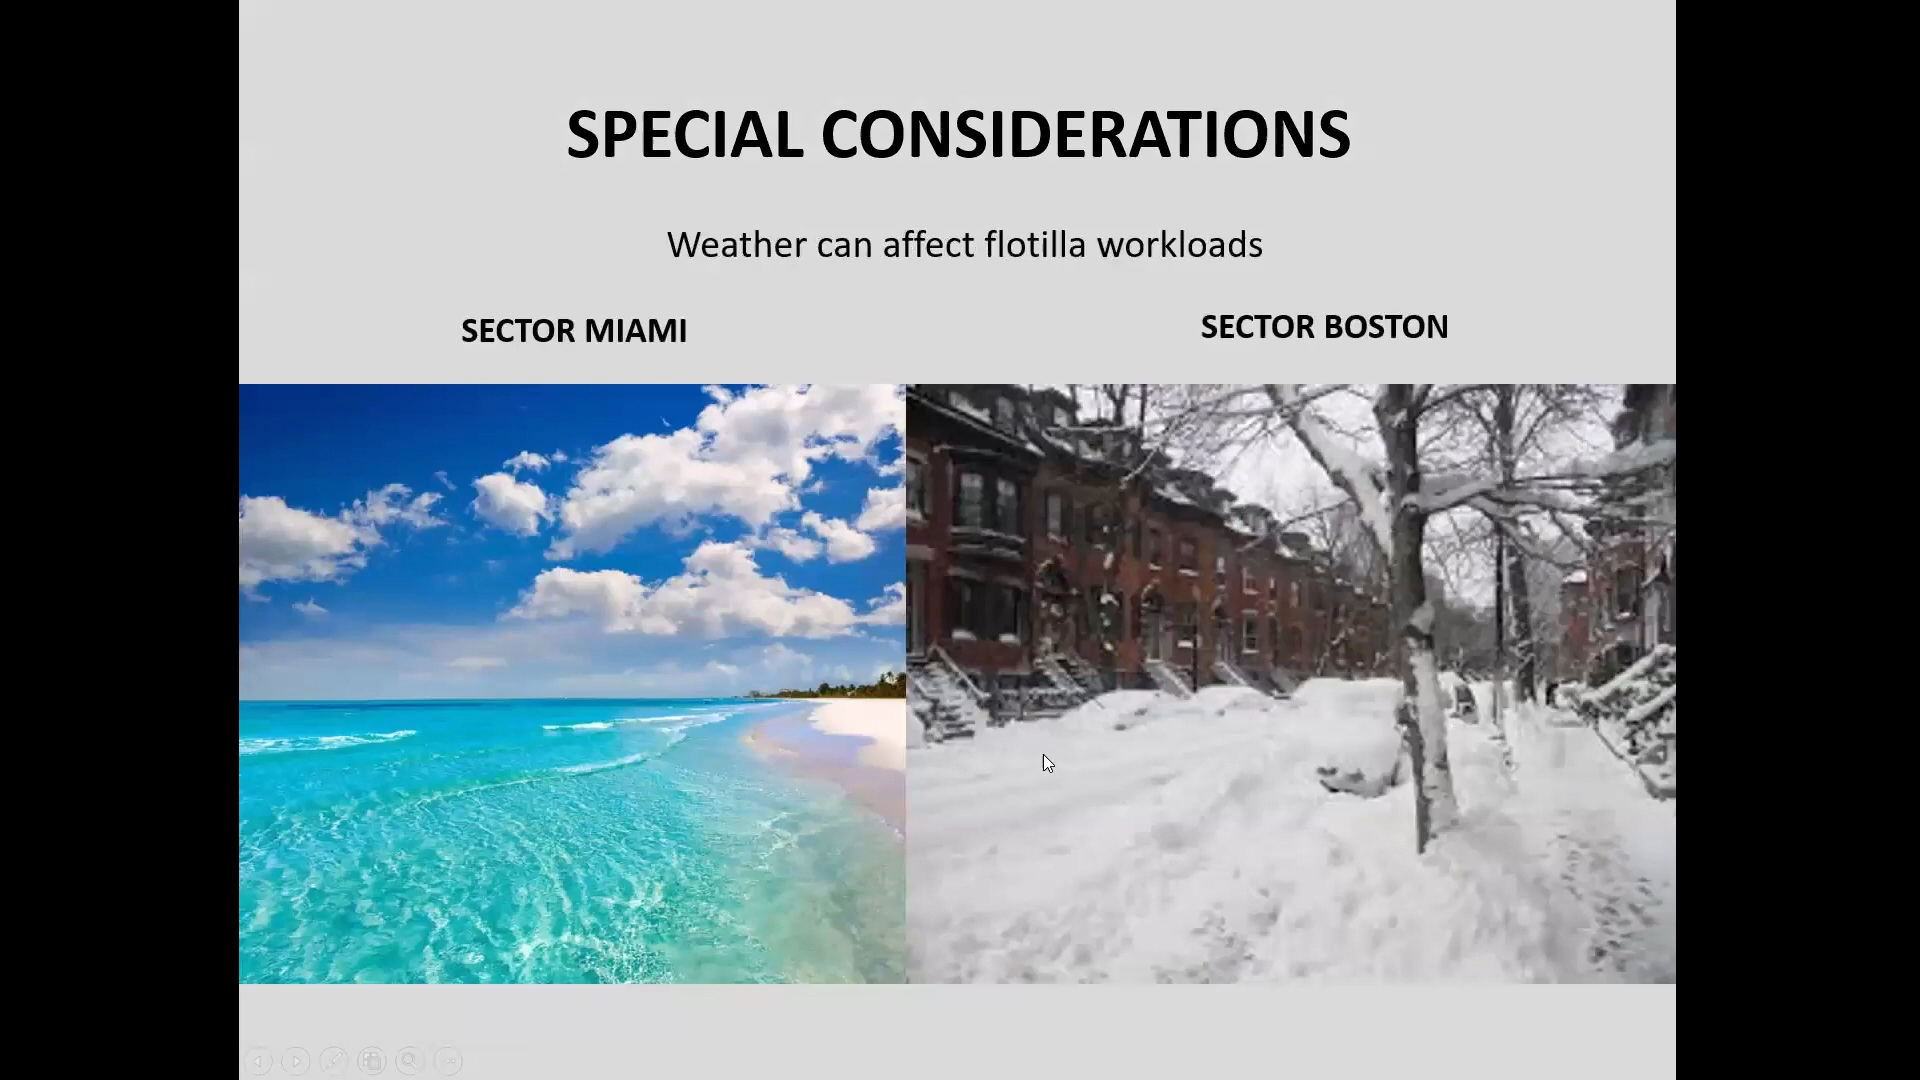 SPECIAL CONSIDERATIONS
Weather can affect flotilla workloads
SECTOR MIAMI
SECTOR BOSTON